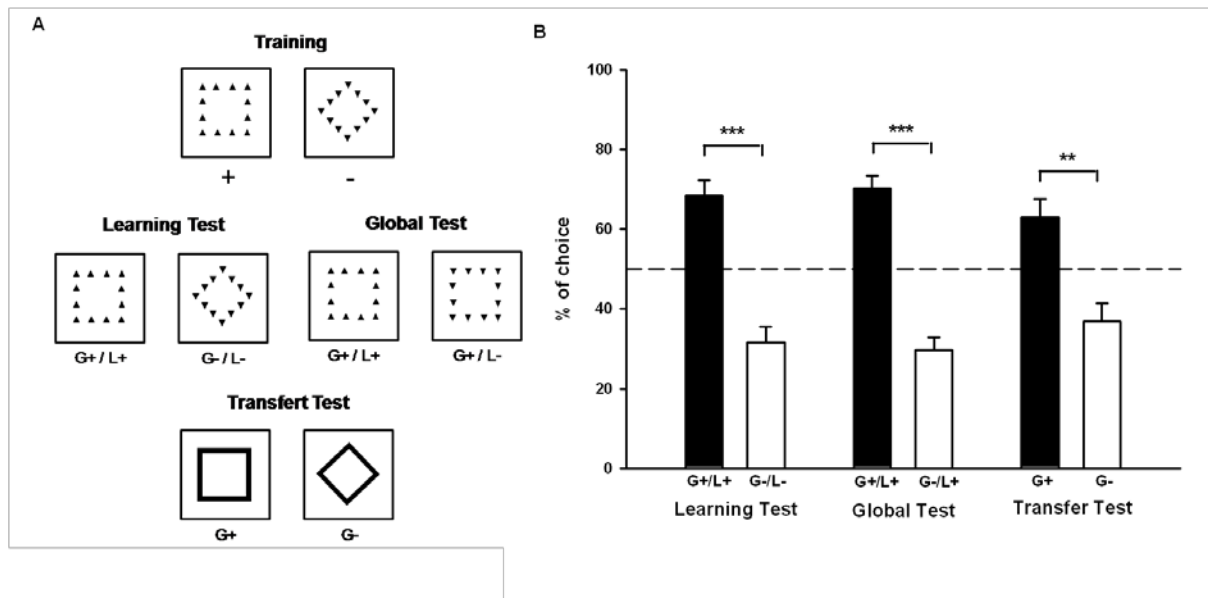 A
Training
+ -
Learning Test
G+ / L+ G- / L-
Global Test
G+ / L+ G+ / L-
Transfert Test
G+ G-
B
% of choice
100
80
60
40
20
0
*** *** **
G+/L+ G-/L- G+/L+ G-/L+ G+ G-
Learning Test Global Test Transfer Test